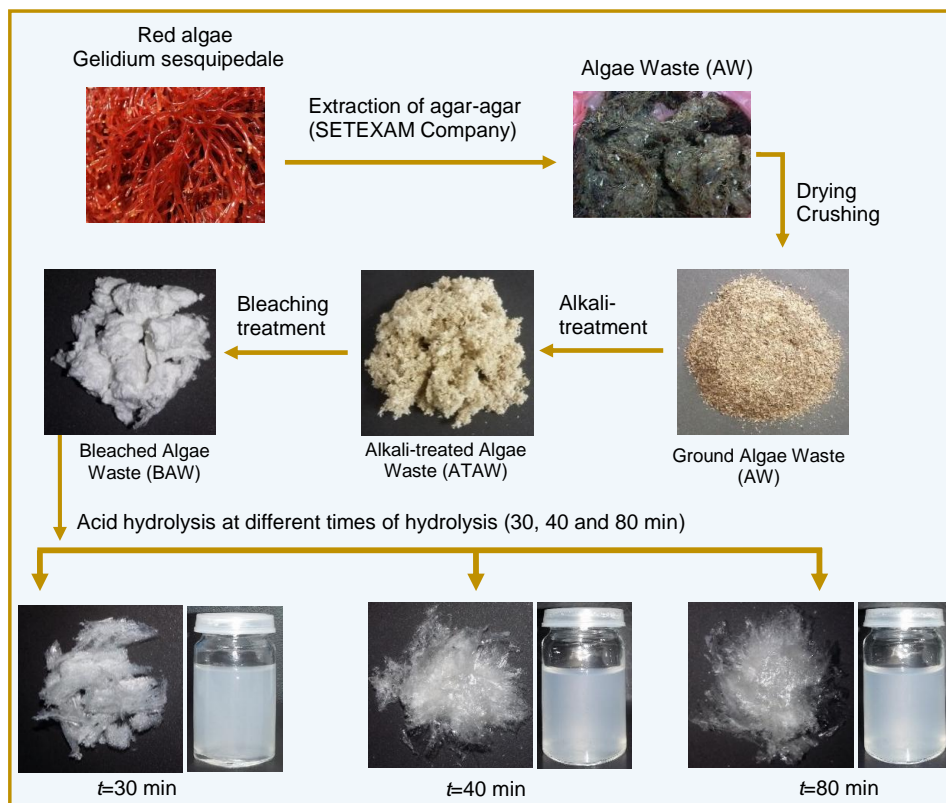 Red algae
Gelidium sesquipedale
Extraction of agar-agar
(SETEXAM Company)
Algae Waste (AW)
Drying
Crushing
Bleaching
treatment
Alkali-
treatment
Bleached Algae
Waste (BAW)
Alkali-treated Algae
Waste (ATAW)
Ground Algae Waste
(AW)
Acid hydrolysis at different times of hydrolysis (30, 40 and 80 min)
t=30 min
t=40 min
t=80 min